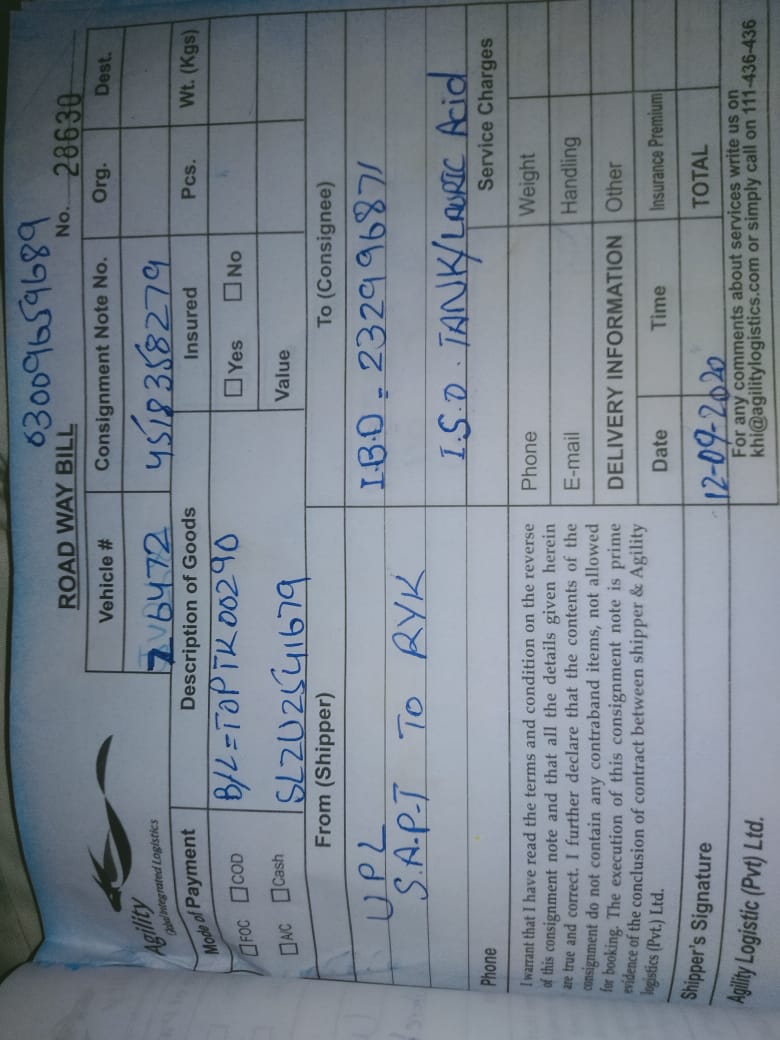 03009659689
ROAD WAY BILL
No. 28630
Agility
Global Integrated Logistics
Vehicle # Consignment Note No. Org. Dest.
6472 4518358279
Mode of Payment Description of Goods Insured Pcs. Wt. (Kgs)
FOC COD B/L=TOPTK00290 Yes No
A/C Cash SLZU2541679 Value
From (Shipper) To (Consignee)
UPL I.B.D = 232996871
S.A.P.T TO RYK
I.S.O. TANK/LAURIC Acid
Phone Service Charges
I warrant that I have read the terms and condition on the reverse
of this consignment note and that all the details given herein
are true and correct. I further declare that the contents of the
consignment do not contain any contraband items, not allowed
for booking. The execution of this consignment note is prime
evidence of the conclusion of contract between shipper & Agility
logistics (Pvt.) Ltd.
Phone Weight
E-mail Handling
DELIVERY INFORMATION Other
Date Time Insurance Premium
Shipper's Signature 12-09-2020 TOTAL
Agility Logistic (Pvt) Ltd.
For any comments about services write us on
khi@agilitylogistics.com or simply call on 111-436-436